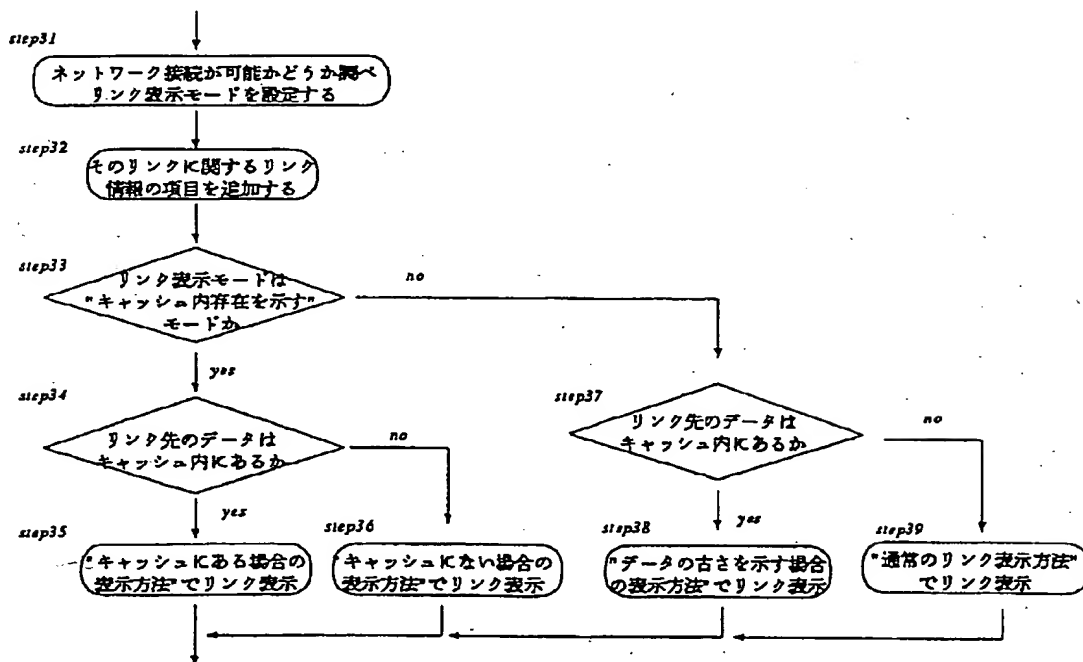 step31
ネットワーク接続が可能かどうか調べ
リンク表示モードを設定する
step32
そのリンクに関するリンク
情報の項目を追加する
step33
リンク表示モードは
"キャッシュ内存在を示す"
モードか
no
yes
step34
リンク先のデータは
キャッシュ内にあるか
no
yes
step37
リンク先のデータは
キャッシュ内にあるか
no
yes
step35
"キャッシュにある場合の
表示方法"でリンク表示
step36
"キャッシュにない場合の
表示方法"でリンク表示
step38
"データの古さを示す場合
の表示方法"でリンク表示
step39
"通常のリンク表示方法"
でリンク表示